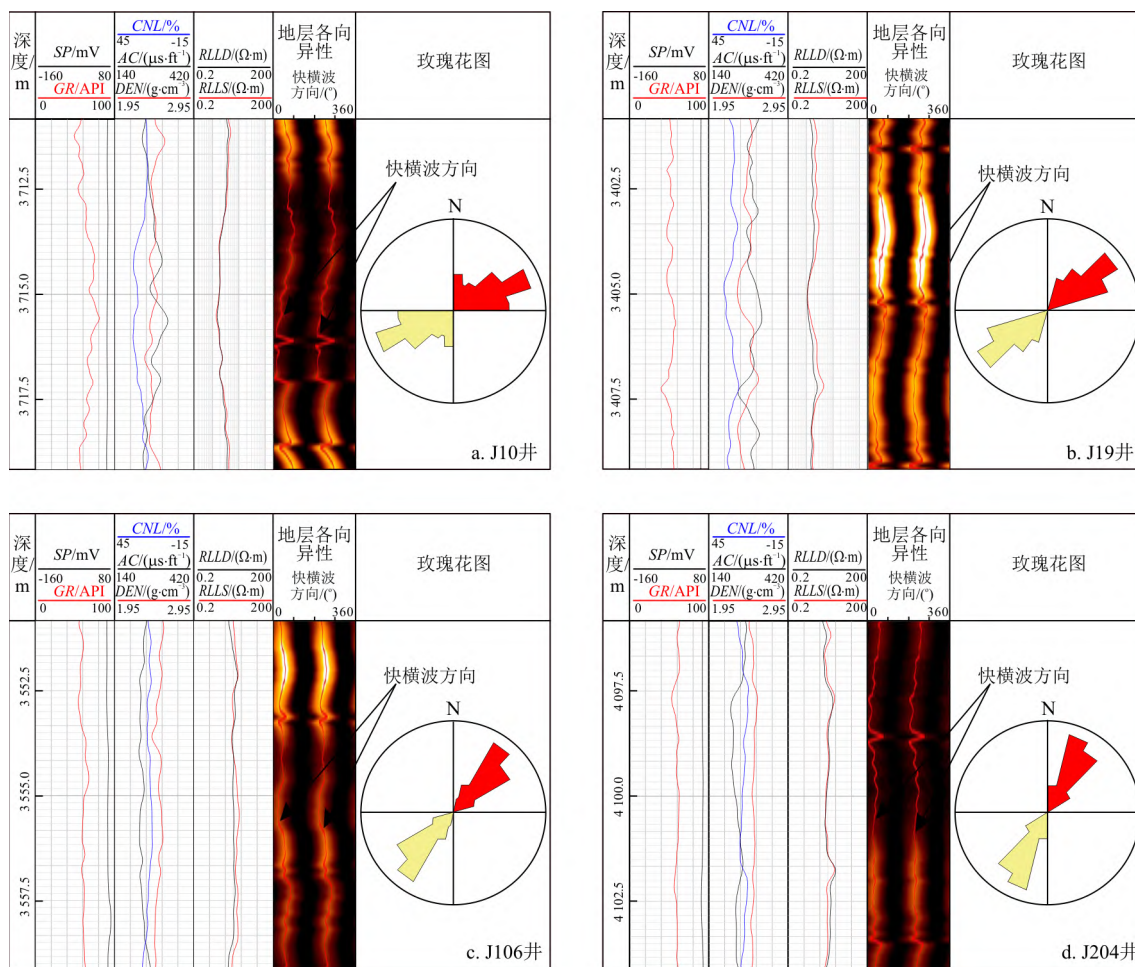 深度/m
SP/mV
-160 80
GR/API
0 100
CNL/%
45 -15
AC/(μs·ft⁻¹)
140 420
DEN/(g·cm⁻³)
1.95 2.95
RLLD/(Ω·m)
0.2 200
RLLS/(Ω·m)
0.2 200
地层各向
异性
快横波
方向/(°)
0 360
玫瑰花图
3 712.5
3 715.0
3 717.5
快横波方向
N
a. J10井
深度/m
SP/mV
-160 80
GR/API
0 100
CNL/%
45 -15
AC/(μs·ft⁻¹)
140 420
DEN/(g·cm⁻³)
1.95 2.95
RLLD/(Ω·m)
0.2 200
RLLS/(Ω·m)
0.2 200
地层各向
异性
快横波
方向/(°)
0 360
玫瑰花图
3 402.5
3 405.0
3 407.5
快横波方向
N
b. J19井
深度/m
SP/mV
-160 80
GR/API
0 100
CNL/%
45 -15
AC/(μs·ft⁻¹)
140 420
DEN/(g·cm⁻³)
1.95 2.95
RLLD/(Ω·m)
0.2 200
RLLS/(Ω·m)
0.2 200
地层各向
异性
快横波
方向/(°)
0 360
玫瑰花图
3 552.5
3 555.0
3 557.5
快横波方向
N
c. J106井
深度/m
SP/mV
-160 80
GR/API
0 100
CNL/%
45 -15
AC/(μs·ft⁻¹)
140 420
DEN/(g·cm⁻³)
1.95 2.95
RLLD/(Ω·m)
0.2 200
RLLS/(Ω·m)
0.2 200
地层各向
异性
快横波
方向/(°)
0 360
玫瑰花图
4 097.5
4 100.0
4 102.5
快横波方向
N
d. J204井